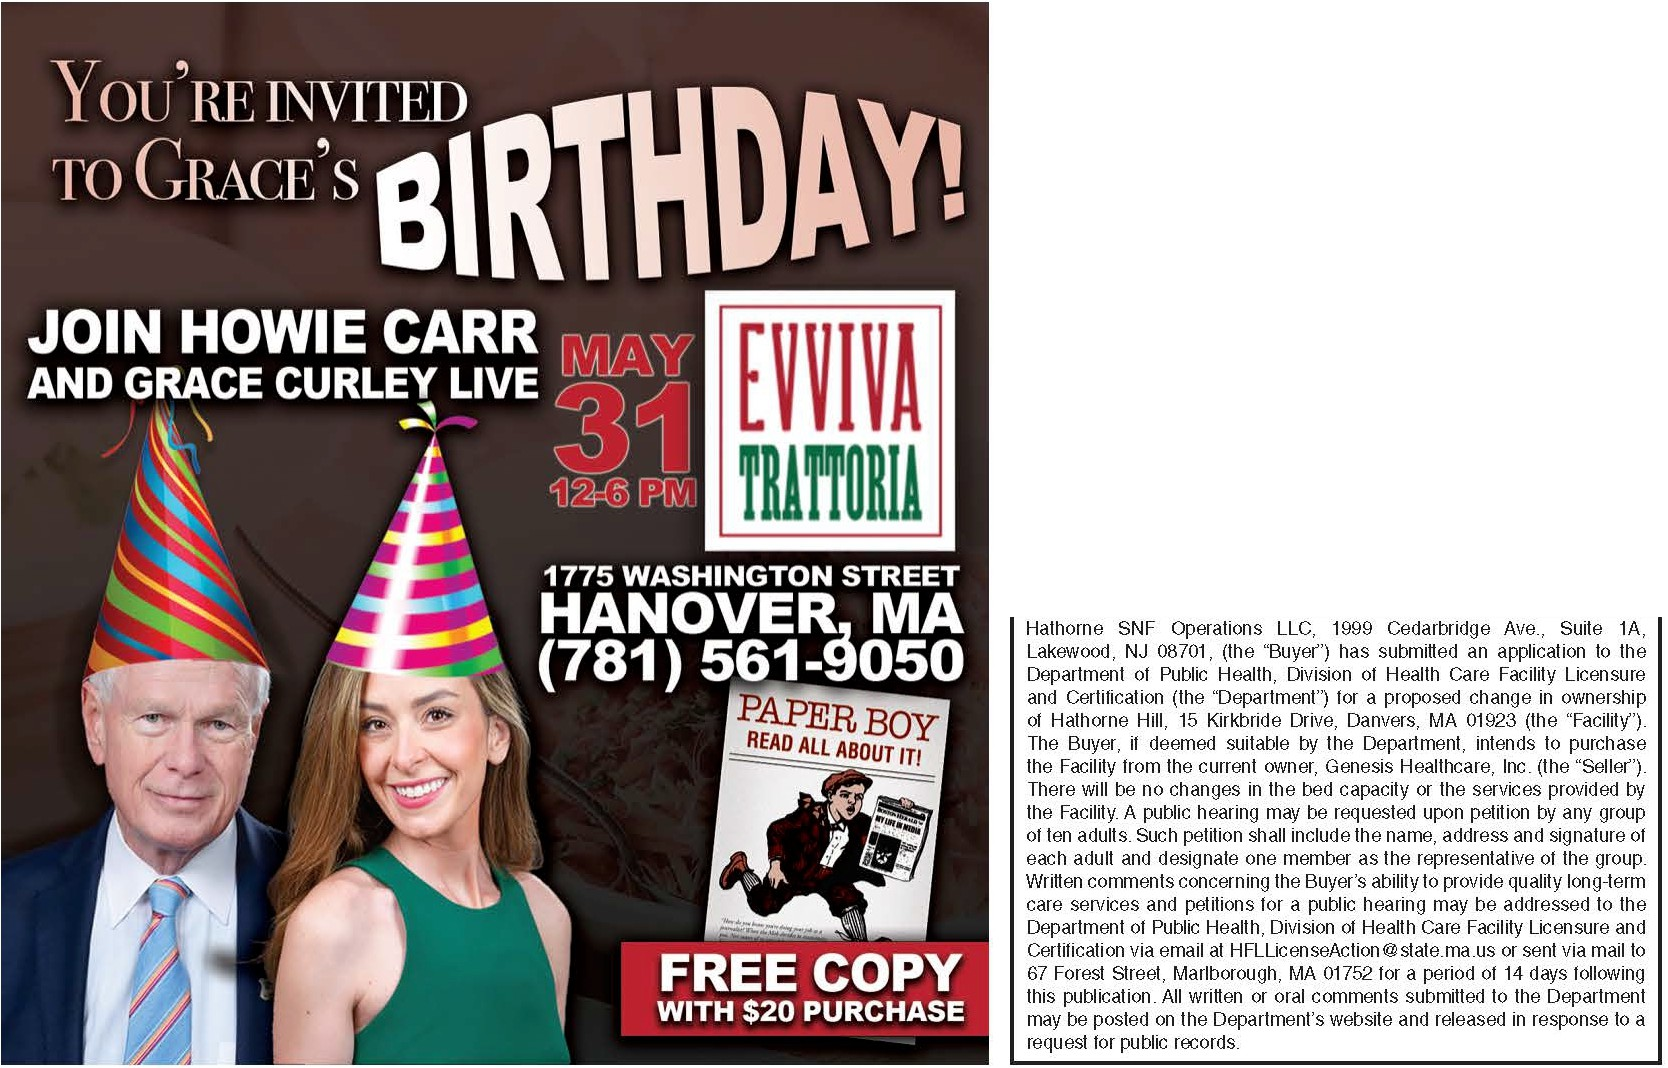 YOU'RE INVITED
TO GRACE'S
BIRTHDAY!
JOIN HOWIE CARR
AND GRACE CURLEY LIVE
MAY
31
12-6 PM
EVVIVA
TRATTORIA
1775 WASHINGTON STREET
HANOVER, MA
(781) 561-9050
PAPER BOY
READ ALL ABOUT IT!
BOSTON HERALD
MY LIFE IN MEDIA
"How do you know you're doing your job as a
FREE COPY
WITH $20 PURCHASE
Hathorne SNF Operations LLC, 1999 Cedarbridge Ave., Suite 1A,
Lakewood, NJ 08701, (the “Buyer”) has submitted an application to the
Department of Public Health, Division of Health Care Facility Licensure
and Certification (the “Department”) for a proposed change in ownership
of Hathorne Hill, 15 Kirkbride Drive, Danvers, MA 01923 (the “Facility”).
The Buyer, if deemed suitable by the Department, intends to purchase
the Facility from the current owner, Genesis Healthcare, Inc. (the “Seller”).
There will be no changes in the bed capacity or the services provided by
the Facility. A public hearing may be requested upon petition by any group
of ten adults. Such petition shall include the name, address and signature of
each adult and designate one member as the representative of the group.
Written comments concerning the Buyer's ability to provide quality long-term
care services and petitions for a public hearing may be addressed to the
Department of Public Health, Division of Health Care Facility Licensure and
Certification via email at HFLLicenseAction@state.ma.us or sent via mail to
67 Forest Street, Marlborough, MA 01752 for a period of 14 days following
this publication. All written or oral comments submitted to the Department
may be posted on the Department's website and released in response to a
request for public records.